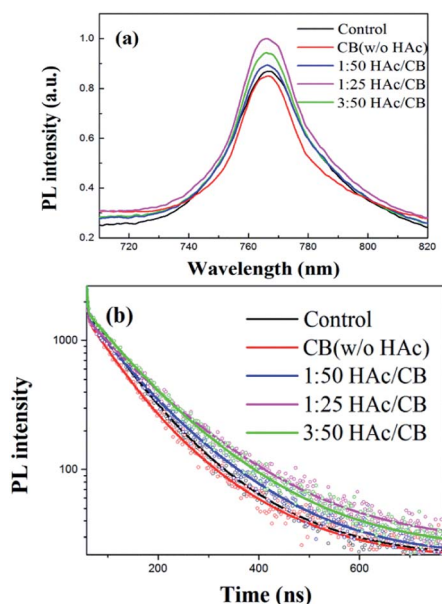 (a)
Control
CB(w/o HAc)
1:50 HAc/CB
1:25 HAc/CB
3:50 HAc/CB
PL intensity (a.u.)
1.0
0.8
0.6
0.4
0.2
720 740 760 780 800 820
Wavelength (nm)
(b)
Control
CB(w/o HAc)
1:50 HAc/CB
1:25 HAc/CB
3:50 HAc/CB
PL intensity
1000
100
200 400 600
Time (ns)